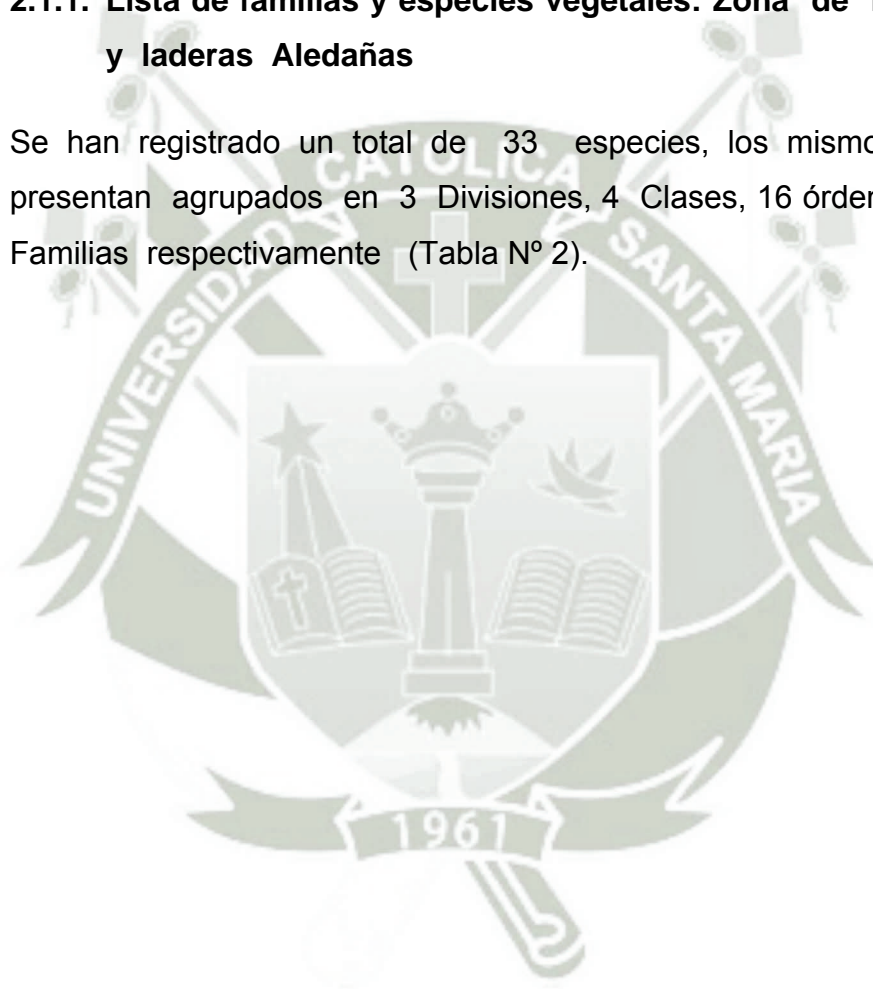 2.1.1. Lista de familias y especies vegetales: Zona de
y laderas Aledañas
Se han registrado un total de 33 especies, los mismo
presentan agrupados en 3 Divisiones, 4 Clases, 16 órden
Familias respectivamente (Tabla Nº 2).
UNIVERSIDAD CATOLICA SANTA MARIA
1961